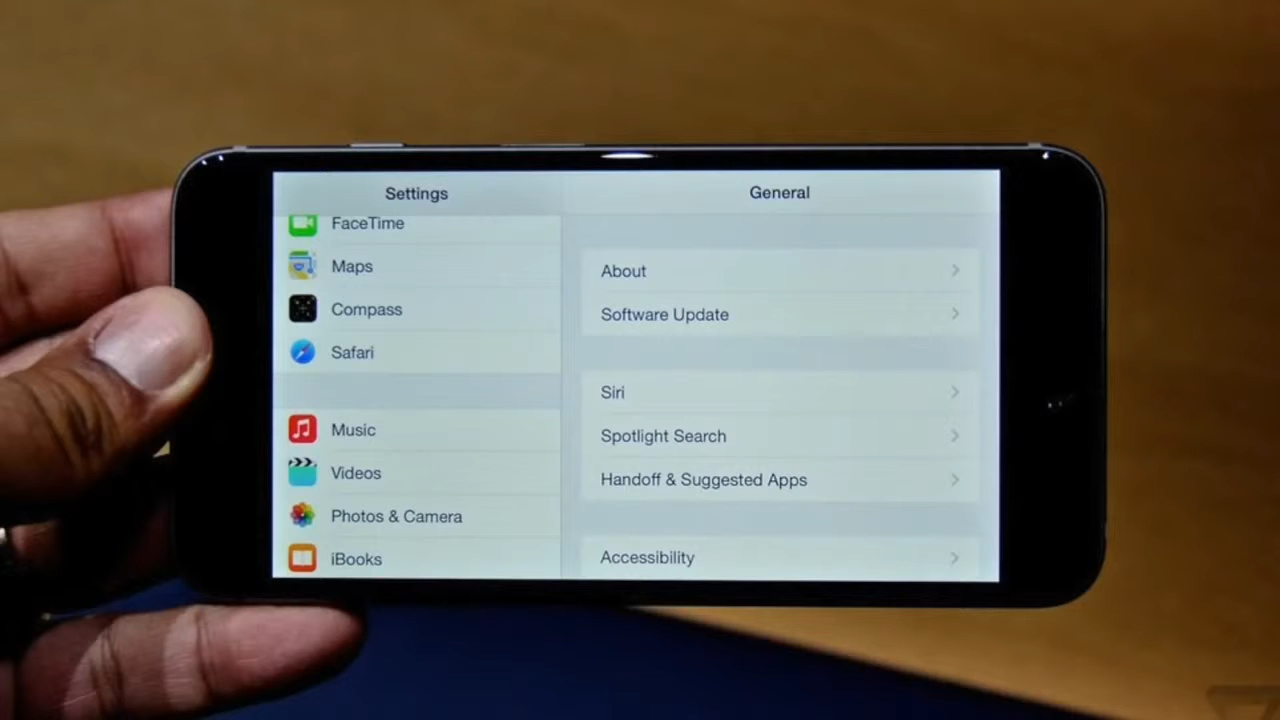 Settings
FaceTime
Maps
Compass
Safari
Music
Videos
Photos & Camera
iBooks
General
About
Software Update
Siri
Spotlight Search
Handoff & Suggested Apps
Accessibility